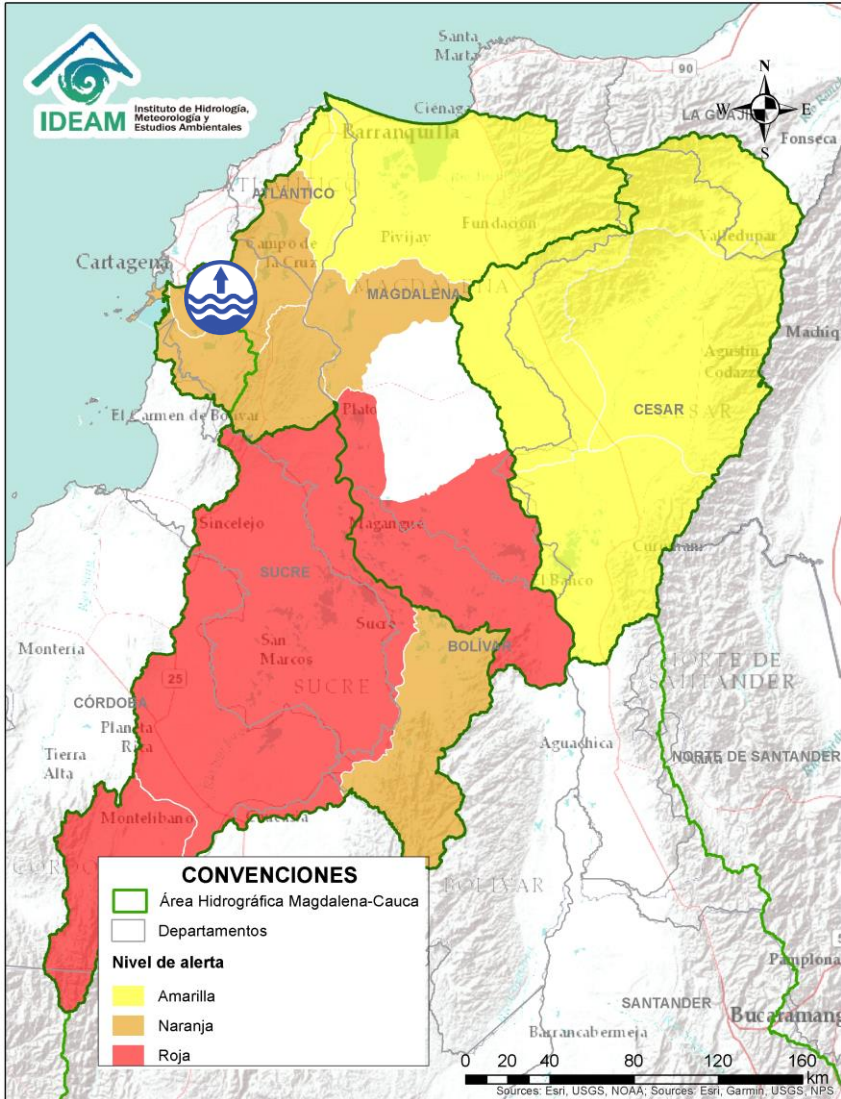 Santa
Marta
90
N
W E
S
Ciénaga
LA GUAJIRA
Fonseca
IDEAM
Instituto de Hidrología,
Meteorología y
Estudios Ambientales
Barranquilla
ATLÁNTICO
Fundación
Pivijay
Valledupar
Campo de
la Cruz
Cartagena
MAGDALENA
MAGDALENA
Machiq
Agustín
Codazzi
Plato
CESAR
El Carmen de Bolívar
Sincelejo
Magangué
Curumaní
SUCRE
El Banco
Sucre
San
Marcos
BOLÍVAR
Montería
NORTE DE
SANTANDER
SUCRE
25
CÓRDOBA
Planeta
Rica
Aguachica
Tierra
Alta
NORTE DE SANTANDER
Montelíbano
Caucasia
CONVENCIONES
Área Hidrográfica Magdalena-Cauca
Departamentos
Nivel de alerta
Amarilla
Naranja
Roja
BOLÍVAR
Pamplona
SANTANDER
Bucaramang
Barrancabermeja
0 20 40 80 120 160
km
Sources: Esri, USGS, NOAA; Sources: Esri, Garmin, USGS, NPS